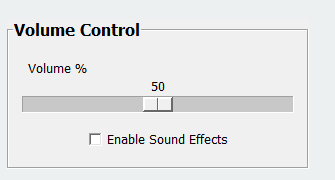 Volume Control
Volume %
50
Enable Sound Effects